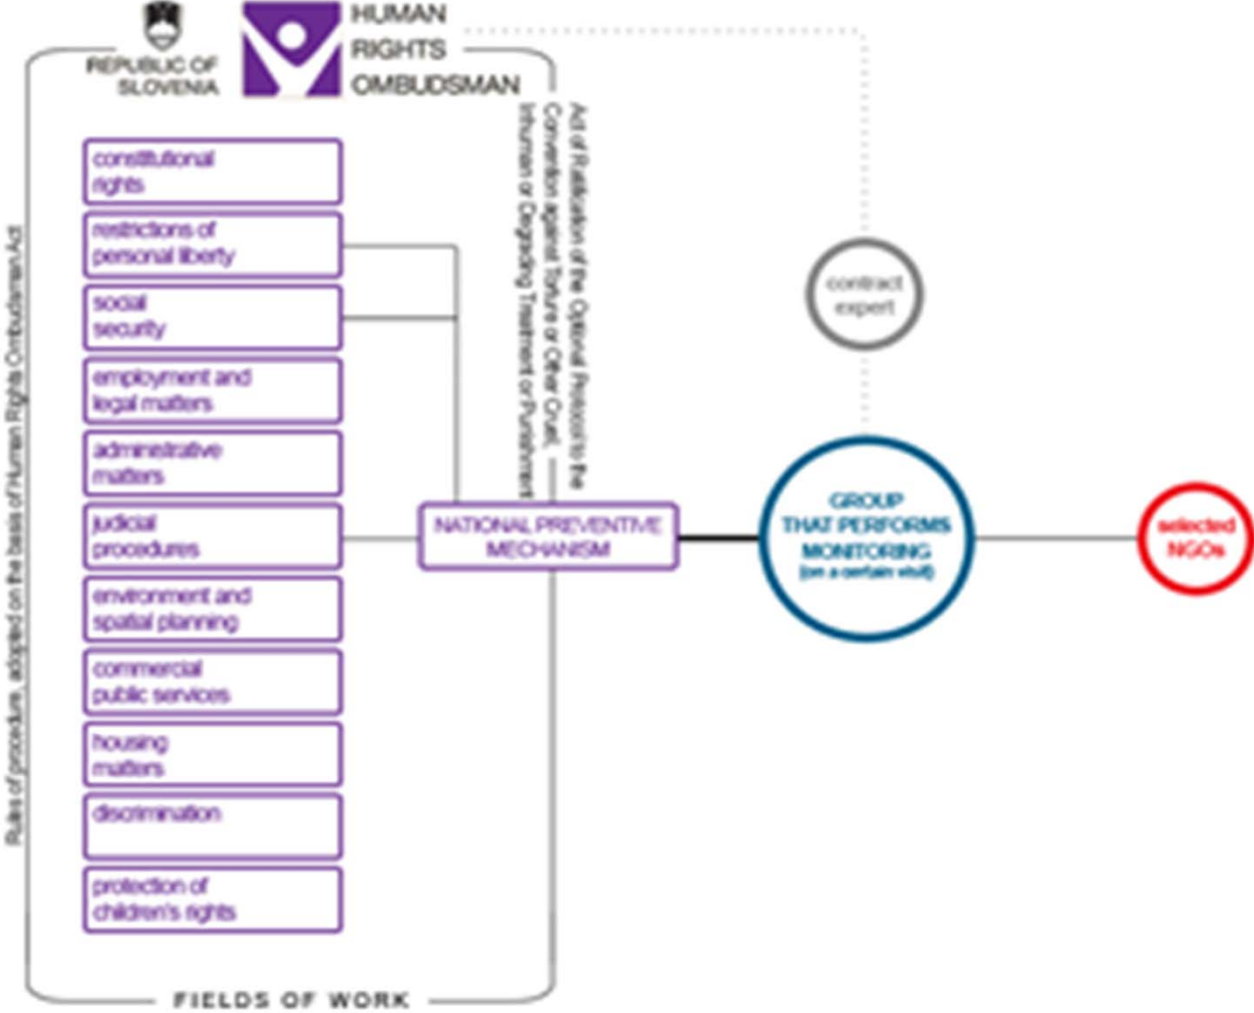 REPUBLIC OF
SLOVENIA
HUMAN
RIGHTS
OMBUDSMAN
Rules of procedure, adopted on the basis of Human Rights Ombudsman Act
Act of Ratification of the Optional Protocol to the
Convention against Torture or Other Cruel,
Inhuman or Degrading Treatment or Punishment
constitutional
rights
restrictions of
personal liberty
social
security
employment and
legal matters
administrative
matters
judicial
procedures
environment and
spatial planning
commercial
public services
housing
matters
discrimination
protection of
children's rights
NATIONAL PREVENTIVE
MECHANISM
contract
expert
GROUP
THAT PERFORMS
MONITORING
(on a certain visit)
selected
NGOs
FIELDS OF WORK